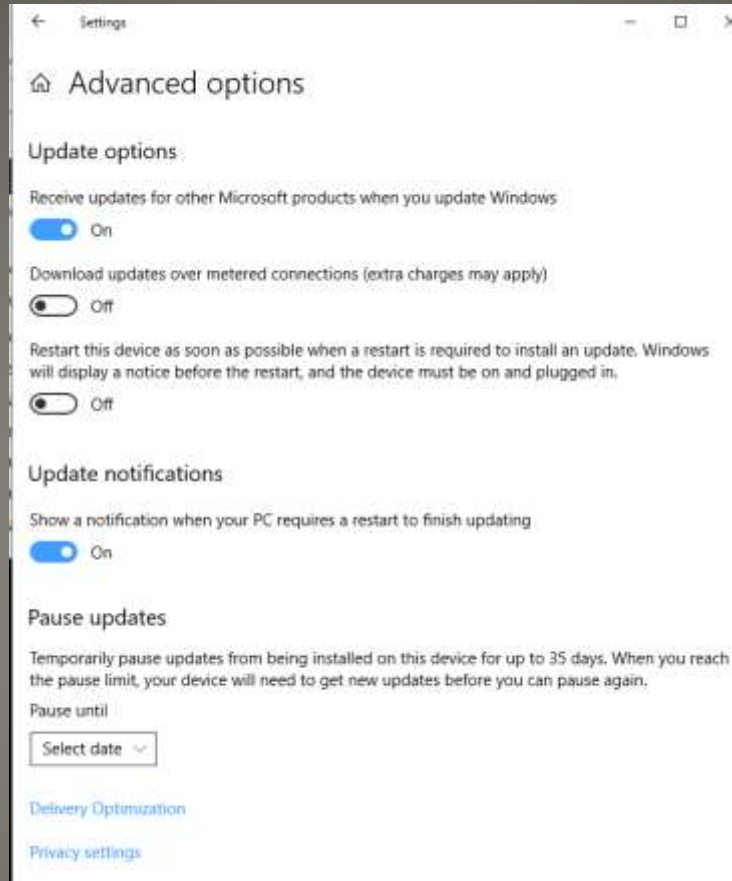 Settings
Advanced options
Update options
Receive updates for other Microsoft products when you update Windows
On
Download updates over metered connections (extra charges may apply)
Off
Restart this device as soon as possible when a restart is required to install an update. Windows
will display a notice before the restart, and the device must be on and plugged in.
Off
Update notifications
Show a notification when your PC requires a restart to finish updating
On
Pause updates
Temporarily pause updates from being installed on this device for up to 35 days. When you reach
the pause limit, your device will need to get new updates before you can pause again.
Pause until
Select date
Delivery Optimization
Privacy settings